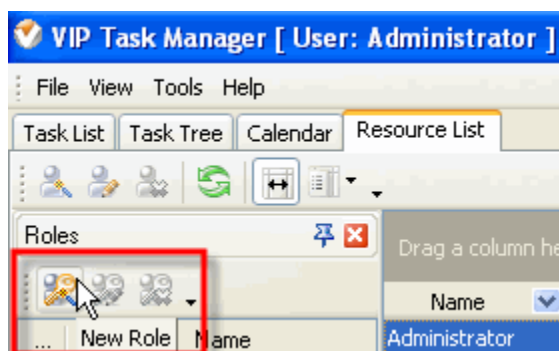 VIP Task Manager [ User: Administrator ]
File View Tools Help
Task List Task Tree Calendar Resource List
Roles
Drag a column he
Name
... New Role Name
Administrator